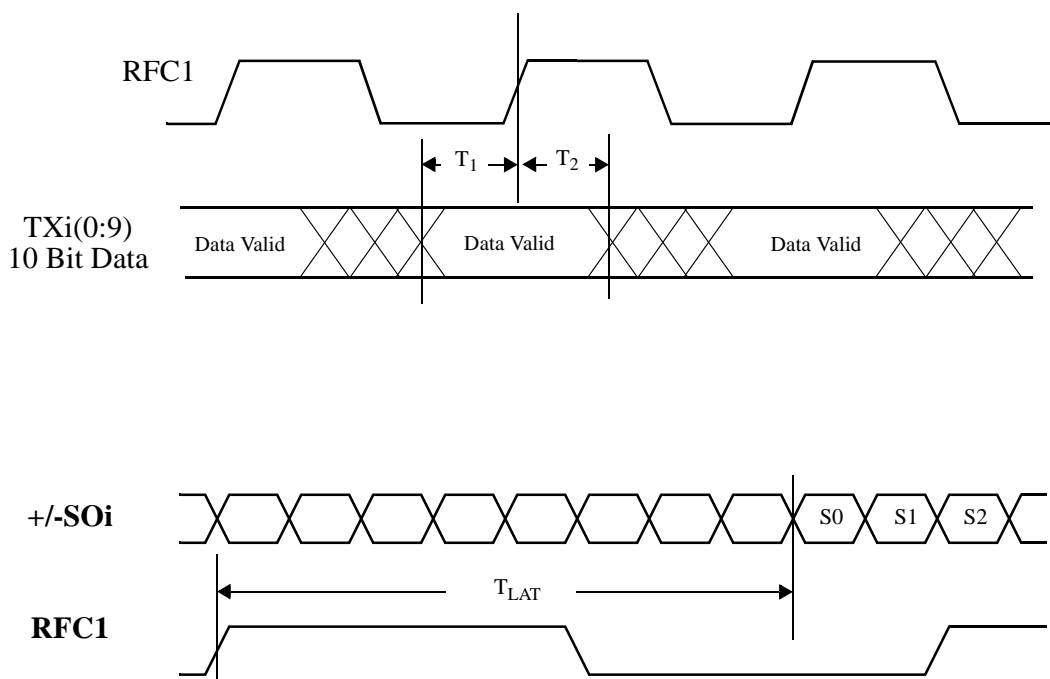 RFC1
T1 T2
TXi(0:9)
10 Bit Data
Data Valid Data Valid Data Valid
+/-SOi
S0 S1 S2
TLAT
RFC1